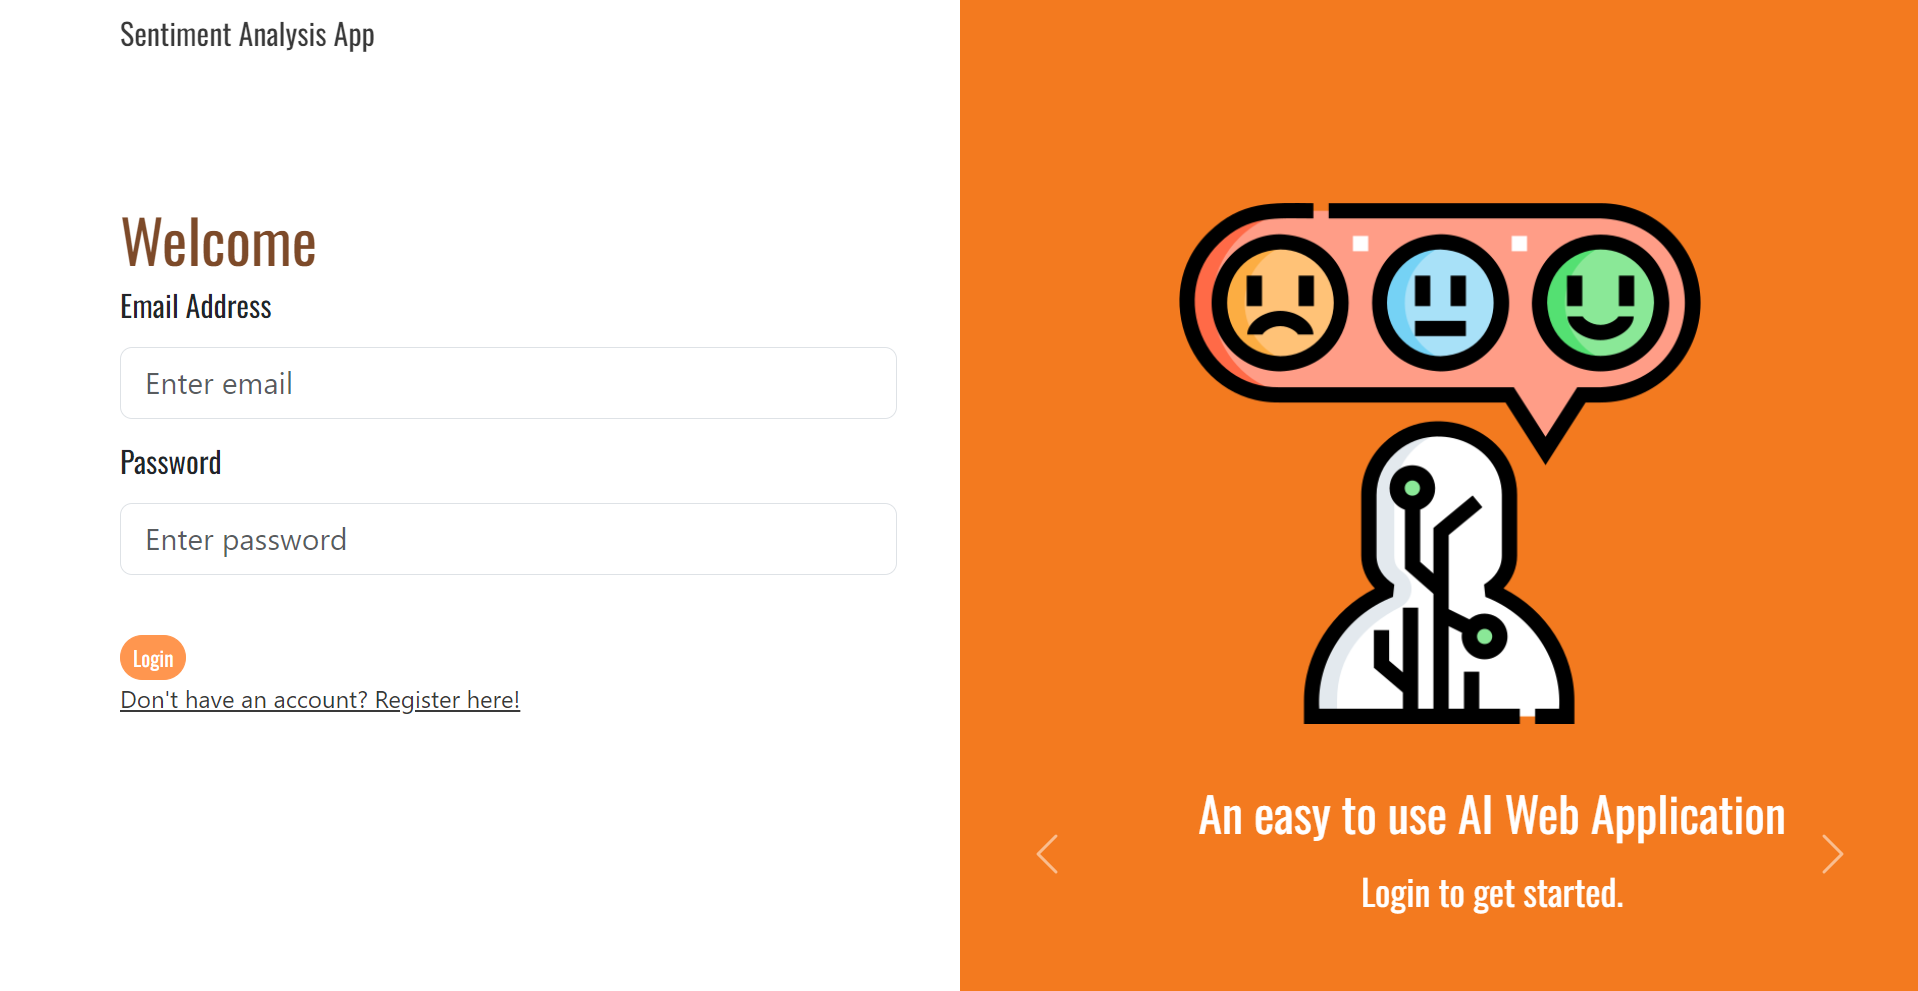 Sentiment Analysis App
Welcome
Email Address
Enter email
Password
Enter password
Login
Don't have an account? Register here!
An easy to use AI Web Application
Login to get started.